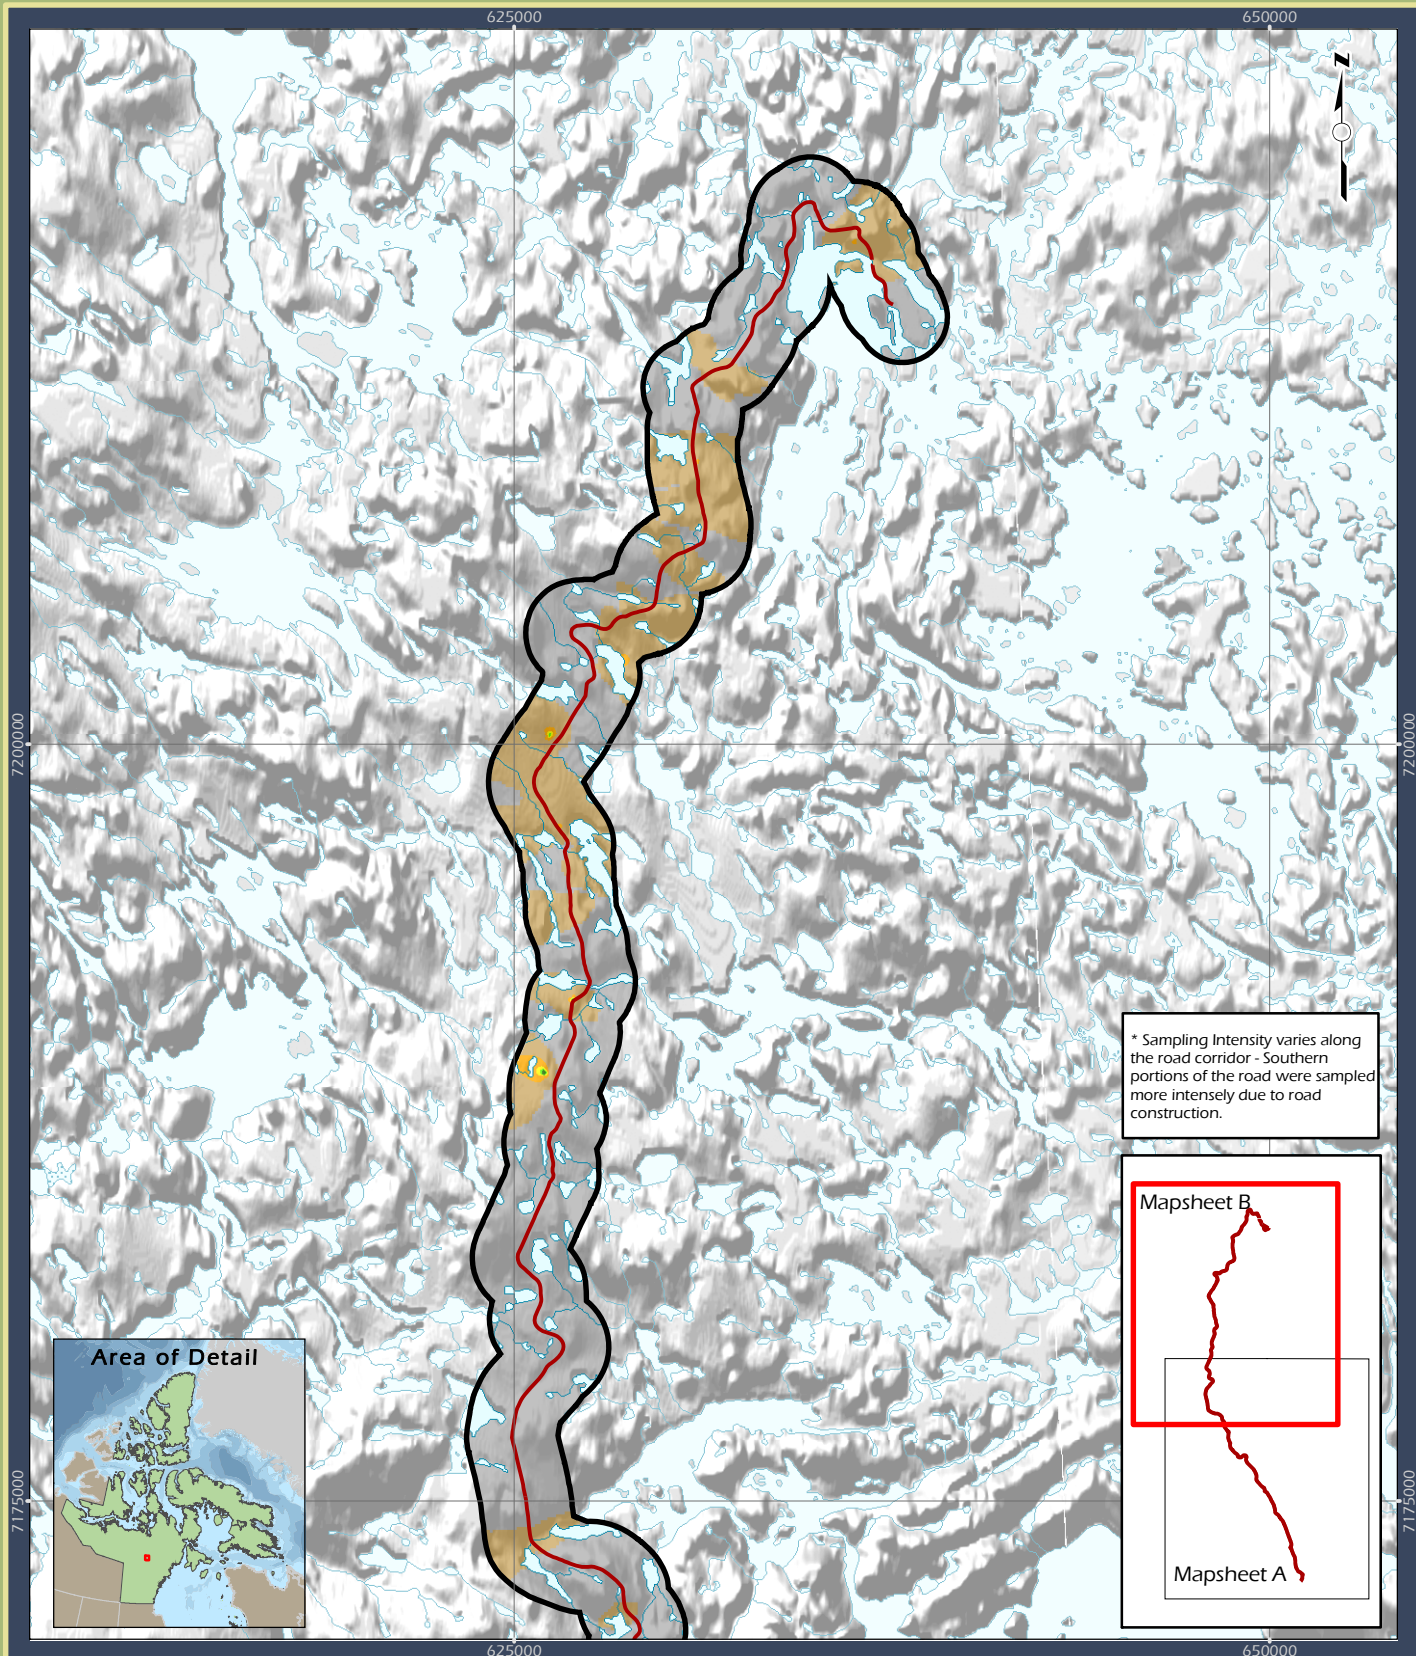 625000
650000
N
7200000
7200000
* Sampling Intensity varies along
the road corridor - Southern
portions of the road were sampled
more intensely due to road
construction.
Mapsheet B
Area of Detail
7175000
7175000
Mapsheet A
625000
650000